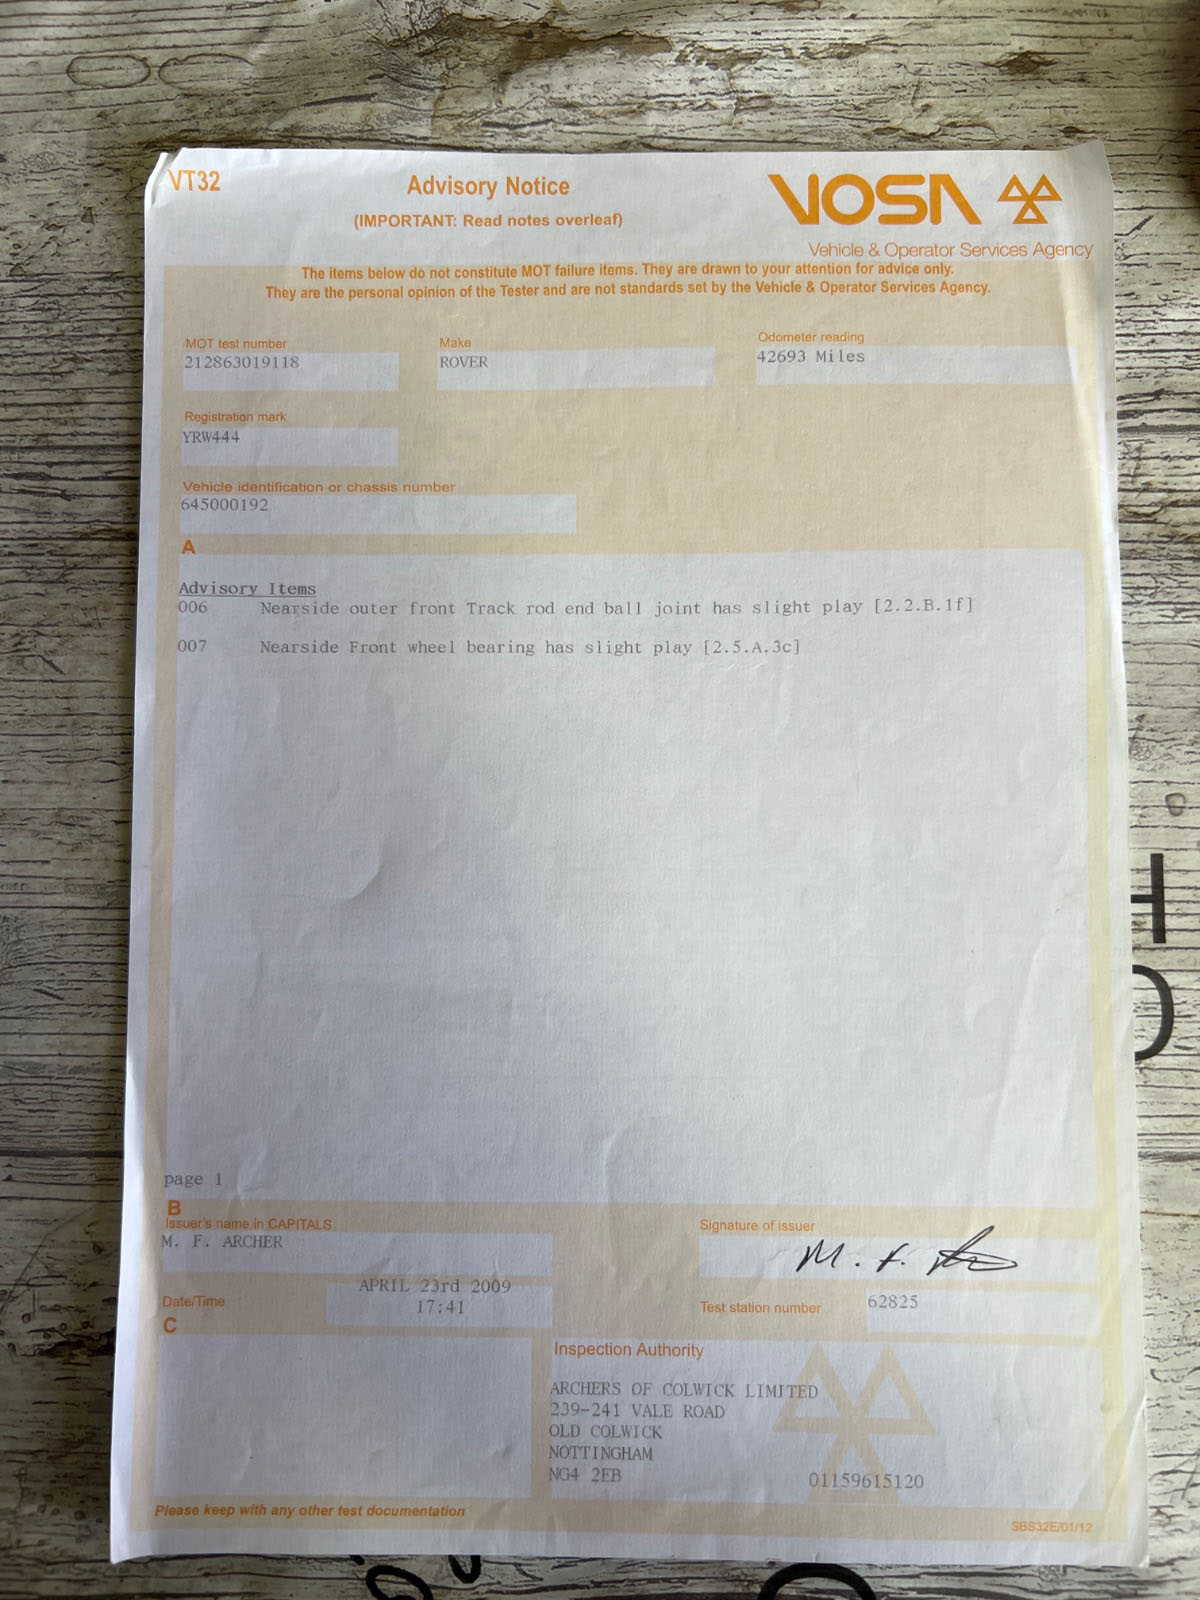 VT32
Advisory Notice
(IMPORTANT: Read notes overleaf)
VOSA
Vehicle & Operator Services Agency
The items below do not constitute MOT failure items. They are drawn to your attention for advice only.
They are the personal opinion of the Tester and are not standards set by the Vehicle & Operator Services Agency.
MOT test number
212863019118
Make
ROVER
Odometer reading
42693 Miles
Registration mark
YRW444
Vehicle identification or chassis number
645000192
A
Advisory Items
006 Nearside outer front Track rod end ball joint has slight play [2.2.B.1f]
007 Nearside Front wheel bearing has slight play [2.5.A.3c]
page 1
B
Issuer's name in CAPITALS
M. F. ARCHER
Signature of issuer
M. F.
Date/Time
APRIL 23rd 2009
17:41
Test station number
62825
C
Inspection Authority
ARCHERS OF COLWICK LIMITED
239-241 VALE ROAD
OLD COLWICK
NOTTINGHAM
NG4 2EB
01159615120
Please keep with any other test documentation
SBS32E/01/12
H